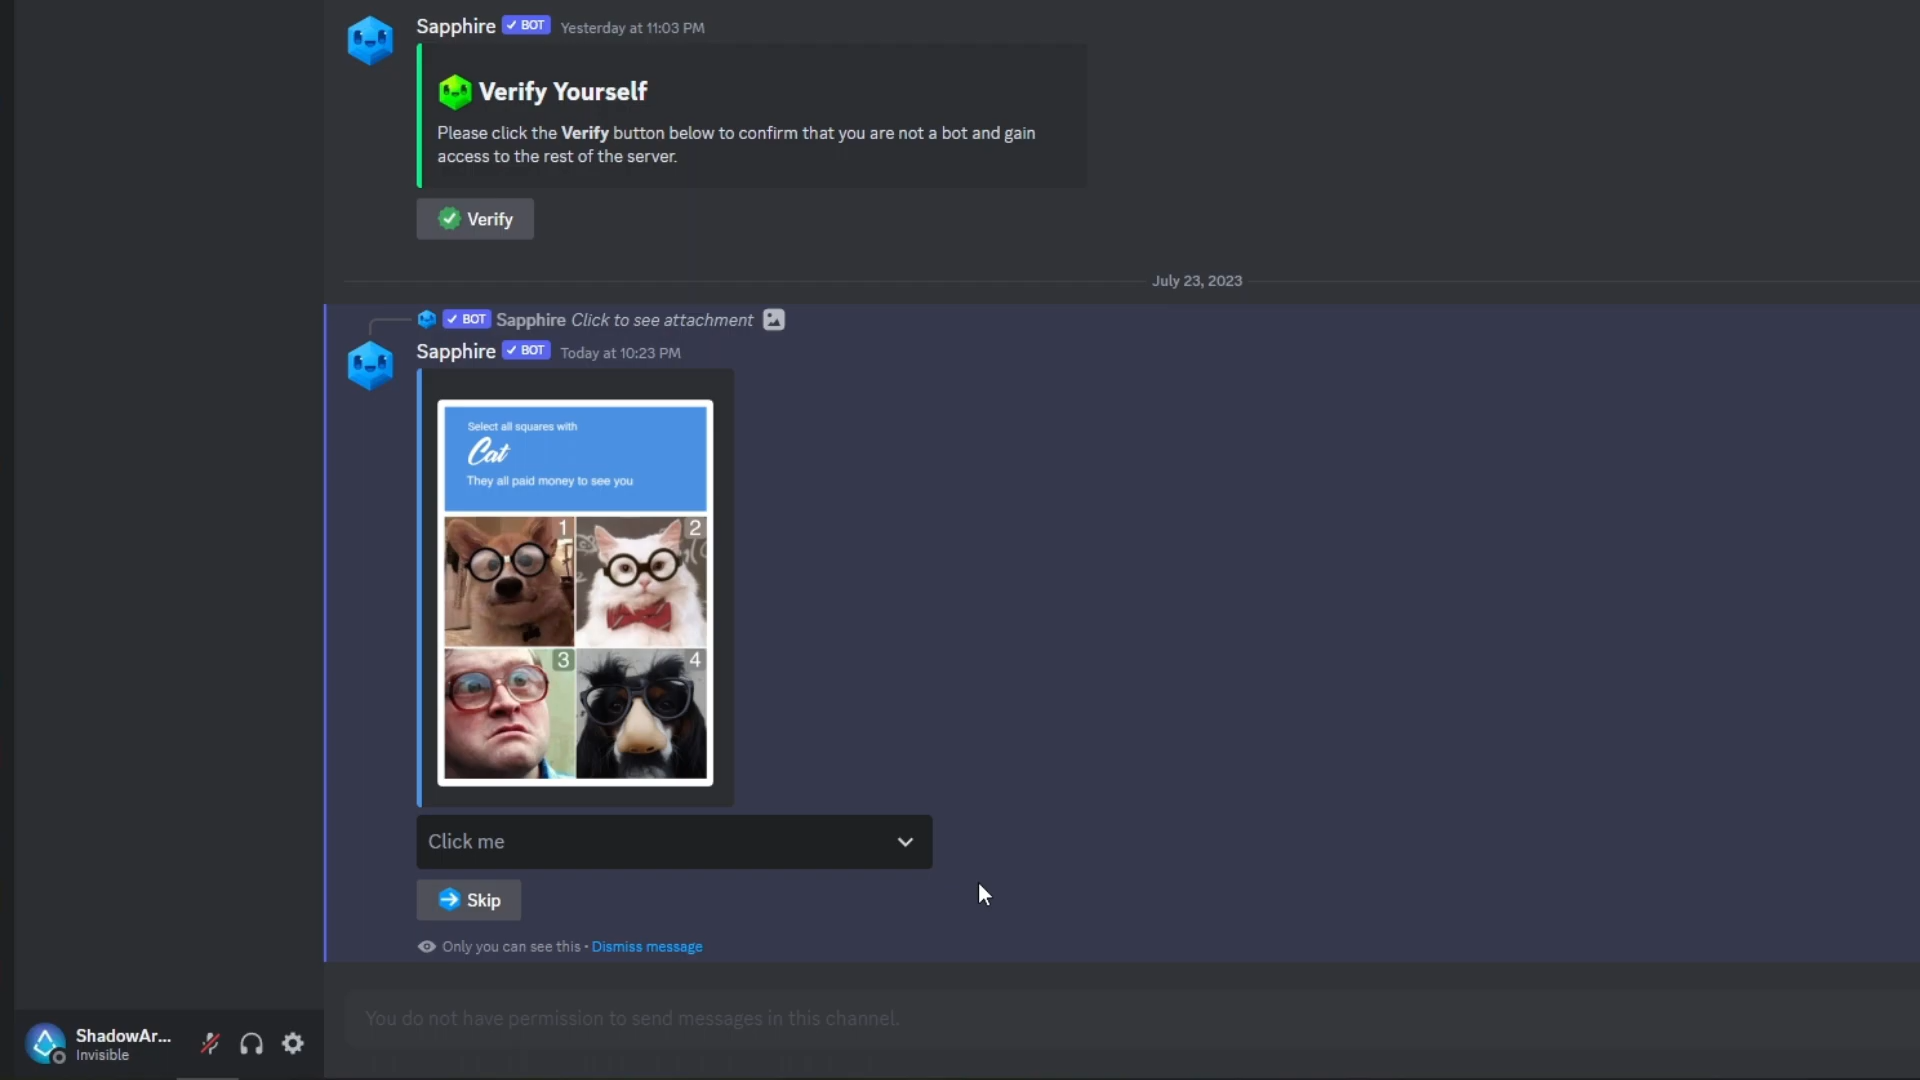 Sapphire BOT Yesterday at 11:03 PM
Verify Yourself
Please click the Verify button below to confirm that you are not a bot and gain
access to the rest of the server.
Verify
July 23, 2023
BOT Sapphire Click to see attachment
Sapphire BOT Today at 10:23 PM
Select all squares with
Cat
They all paid money to see you
1
2
3
4
Click me
Skip
Only you can see this • Dismiss message
You do not have permission to send messages in this channel.
ShadowAr...
Invisible